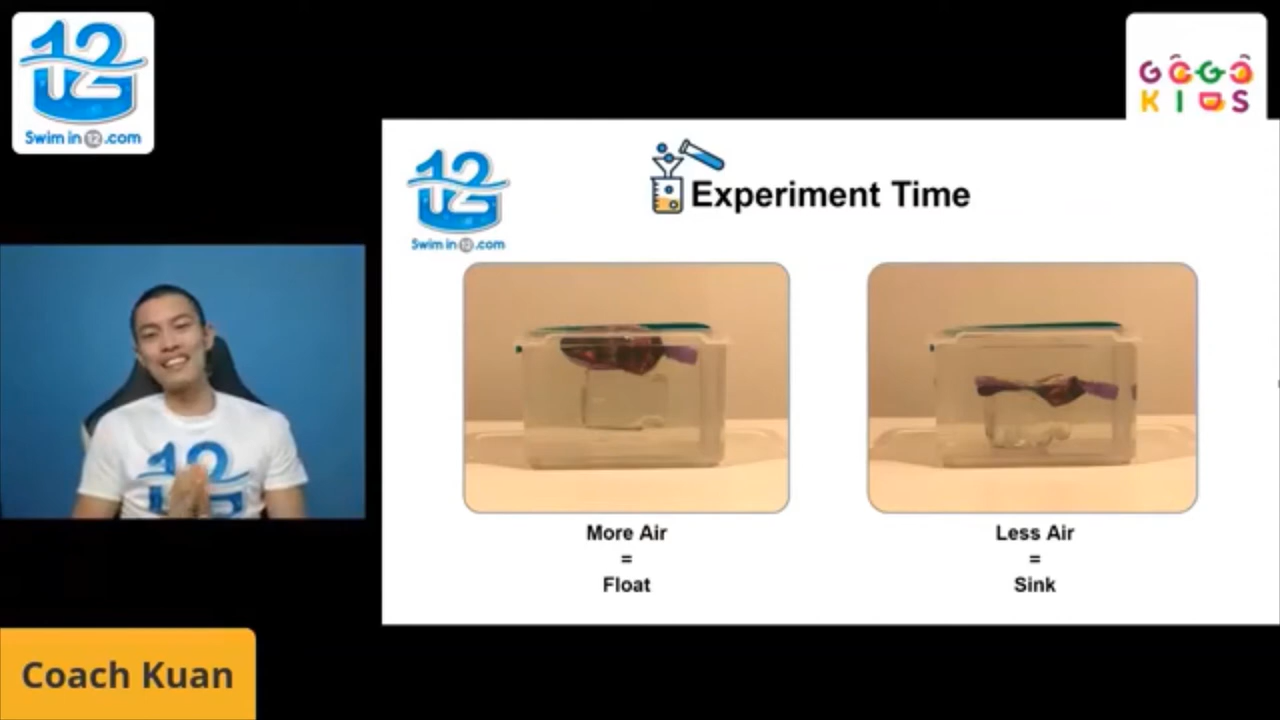 12
Swim in 12 .com
GOGO
KIDS
12
Swim in 12 .com
Experiment Time
12
More Air
=
Float
Less Air
=
Sink
Coach Kuan